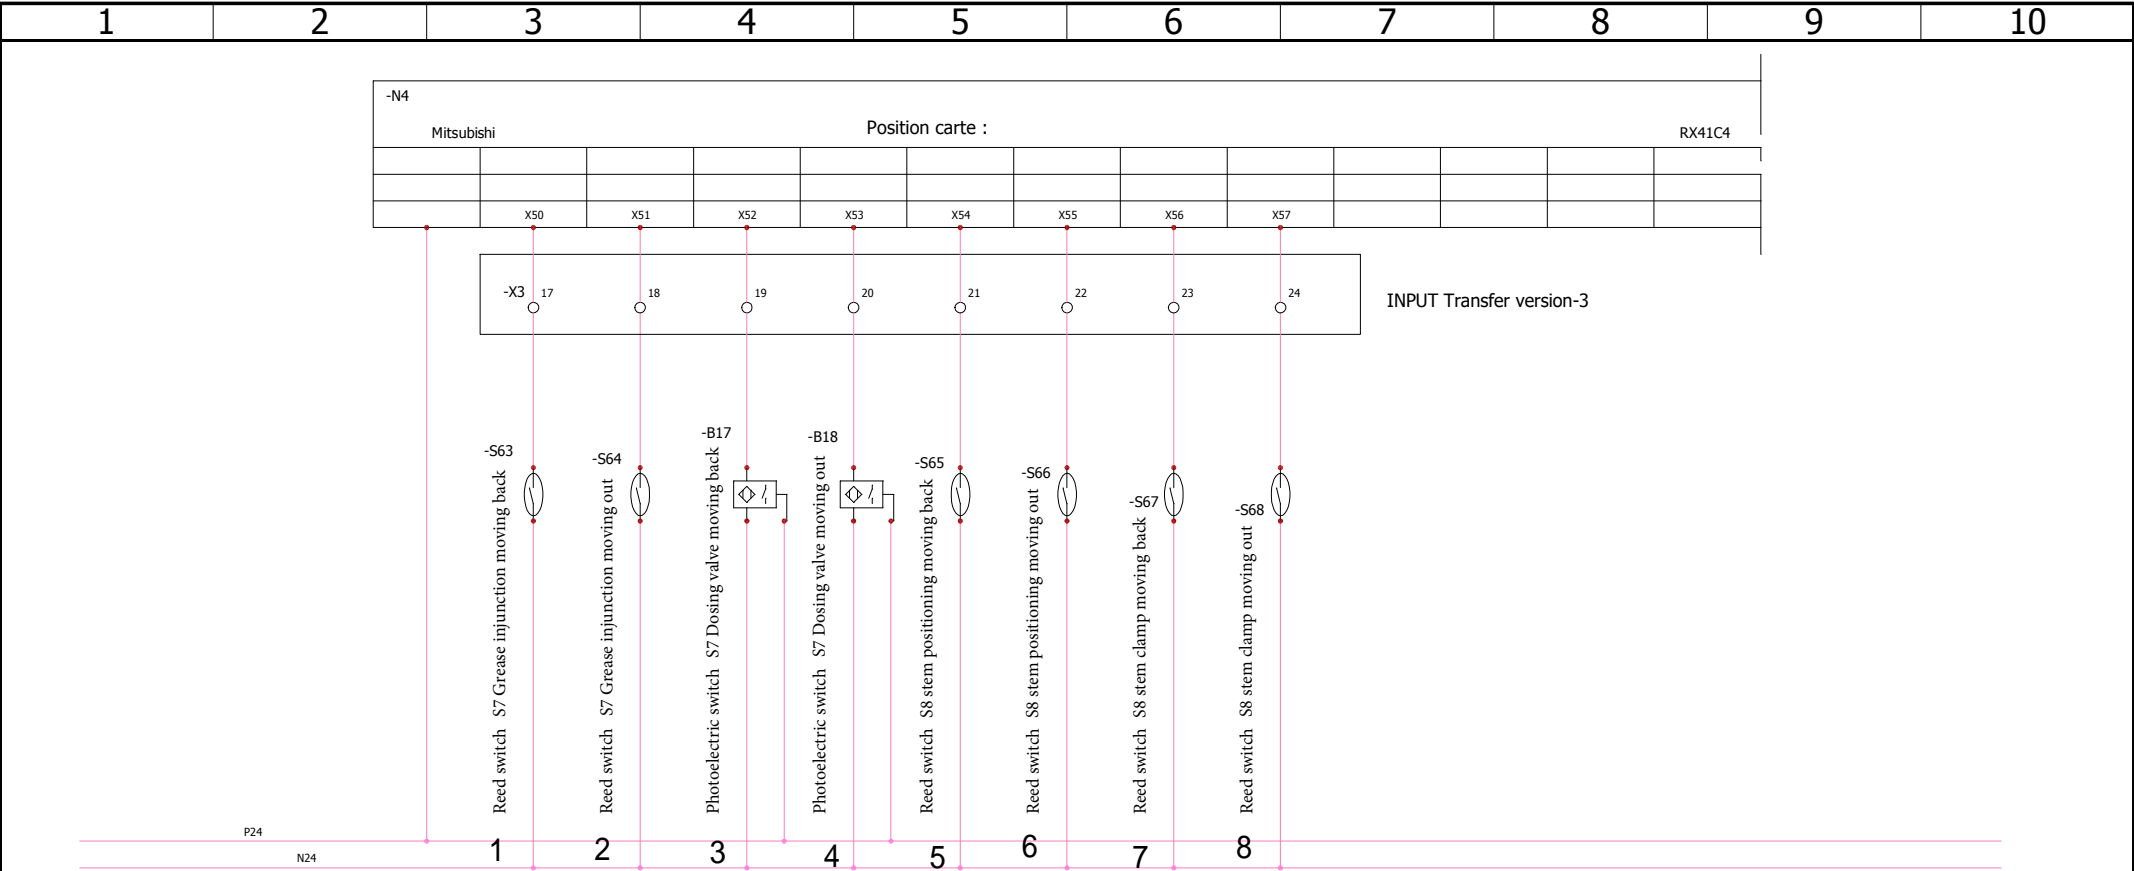 1 2 3 4 5 6 7 8 9 10
-N4
Mitsubishi Position carte : RX41C4
X50 X51 X52 X53 X54 X55 X56 X57
-X3 17 18 19 20 21 22 23 24
INPUT Transfer version-3
-S63
Reed switch S7 Grease injunction moving back
-S64
Reed switch S7 Grease injunction moving out
-B17
Photoelectric switch S7 Dosing valve moving back
-B18
Photoelectric switch S7 Dosing valve moving out
-S65
Reed switch S8 stem positioning moving back
-S66
Reed switch S8 stem positioning moving out
-S67
Reed switch S8 stem clamp moving back
-S68
Reed switch S8 stem clamp moving out
P24
N24
1 2 3 4 5 6 7 8